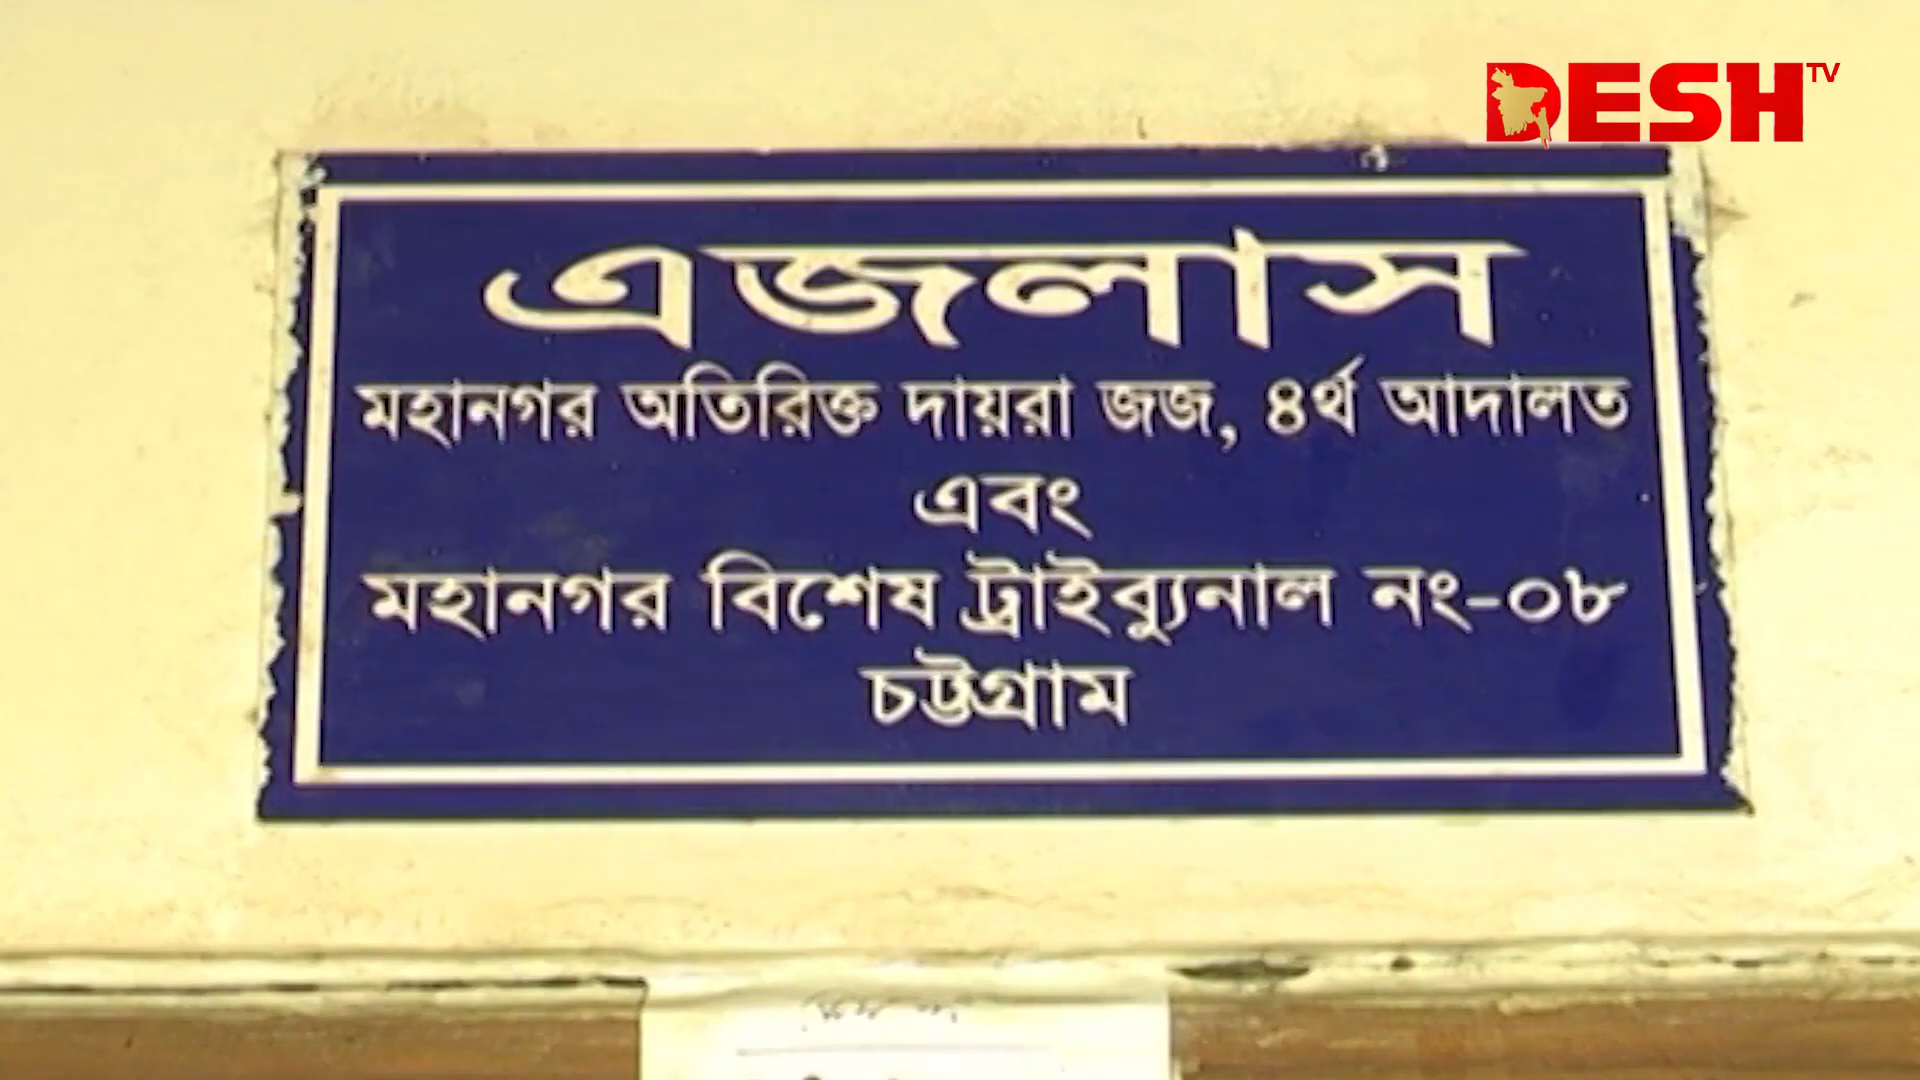 DESH TV
এজলাস
মহানগর অতিরিক্ত দায়রা জজ, ৪র্থ আদালত
এবং
মহানগর বিশেষ ট্রাইব্যুনাল নং-০৮
চট্টগ্রাম